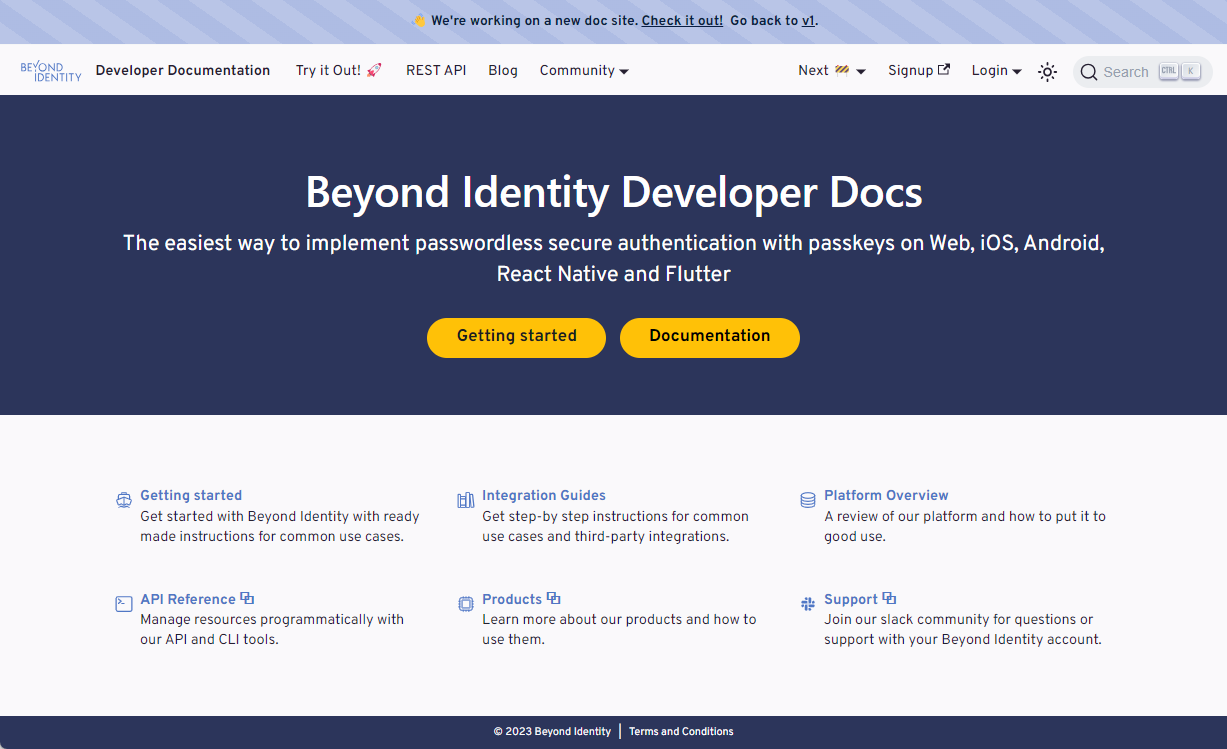 👋 We're working on a new doc site. Check it out! Go back to v1.
BEYOND IDENTITY Developer Documentation Try it Out! 🚀 REST API Blog Community Next 🚧 Signup Login Search CTRL K
Beyond Identity Developer Docs
The easiest way to implement passwordless secure authentication with passkeys on Web, iOS, Android,
React Native and Flutter
Getting started Documentation
Getting started
Get started with Beyond Identity with ready
made instructions for common use cases.
Integration Guides
Get step-by step instructions for common
use cases and third-party integrations.
Platform Overview
A review of our platform and how to put it to
good use.
API Reference
Manage resources programmatically with
our API and CLI tools.
Products
Learn more about our products and how to
use them.
Support
Join our slack community for questions or
support with your Beyond Identity account.
© 2023 Beyond Identity | Terms and Conditions